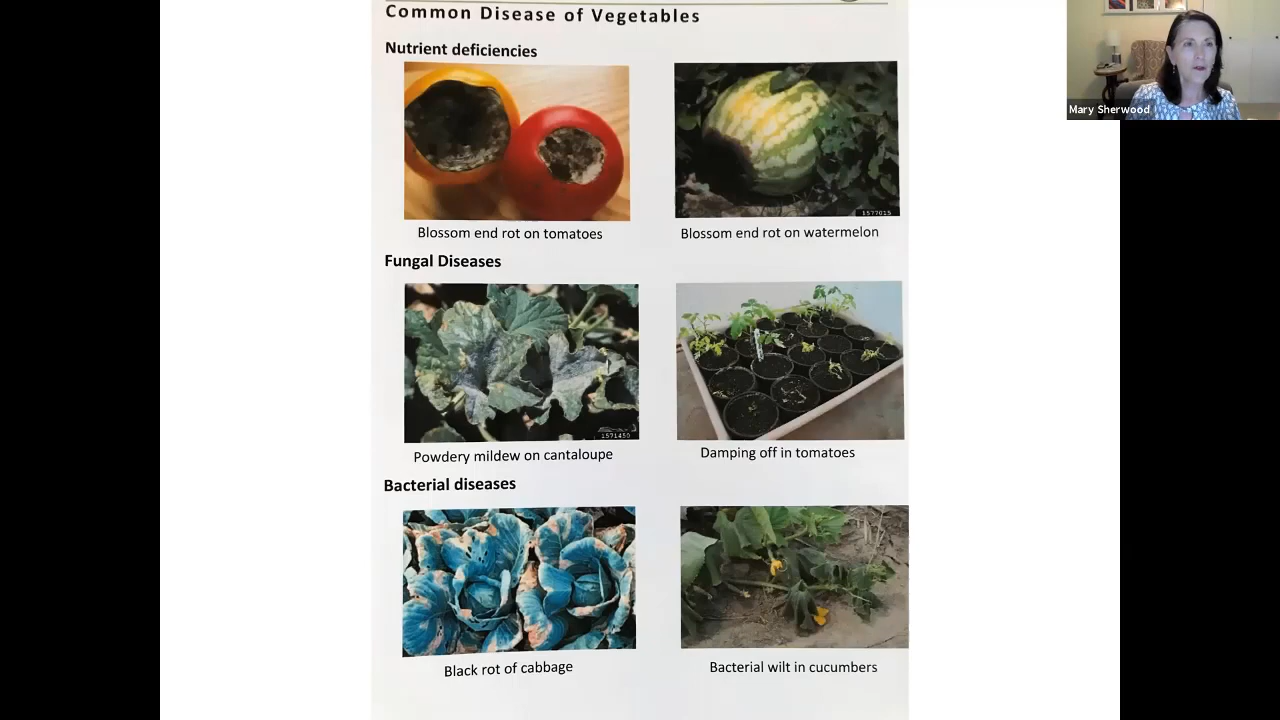 Common Disease of Vegetables
Mary Sherwood
Nutrient deficiencies
1577015
Blossom end rot on tomatoes
Blossom end rot on watermelon
Fungal Diseases
1571450
Powdery mildew on cantaloupe
Damping off in tomatoes
Bacterial diseases
Black rot of cabbage
Bacterial wilt in cucumbers